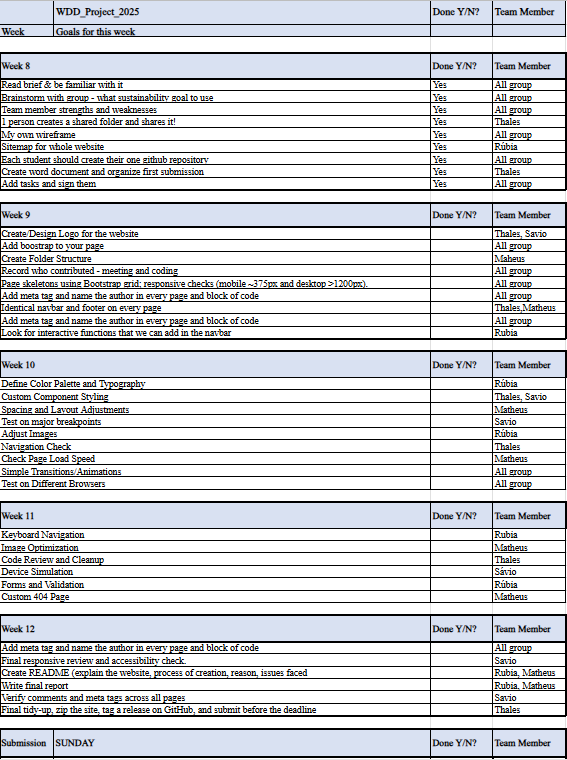 WDD_Project_2025 Done Y/N? Team Member
Week Goals for this week
Week 8 Done Y/N? Team Member
Read brief & be familiar with it Yes All group
Brainstorm with group - what sustainability goal to use Yes All group
Team member strengths and weaknesses Yes All group
1 person creates a shared folder and shares it! Yes Thales
My own wireframe Yes All group
Sitemap for whole website Yes Rúbia
Each student should create their one github repository Yes All group
Create word document and organize first submission Yes Thales
Add tasks and sign them Yes All group
Week 9 Done Y/N? Team Member
Create/Design Logo for the website Thales, Savio
Add boostrap to your page All group
Create Folder Structure Maheus
Record who contributed - meeting and coding All group
Page skeletons using Bootstrap grid; responsive checks (mobile ~375px and desktop >1200px). All group
Add meta tag and name the author in every page and block of code All group
Identical navbar and footer on every page Thales,Matheus
Add meta tag and name the author in every page and block of code All group
Look for interactive functions that we can add in the navbar Rubia
Week 10 Done Y/N? Team Member
Define Color Palette and Typography Rúbia
Custom Component Styling Thales, Savio
Spacing and Layout Adjustments Matheus
Test on major breakpoints Savio
Adjust Images Rúbia
Navigation Check Thales
Check Page Load Speed Matheus
Simple Transitions/Animations All group
Test on Different Browsers All group
Week 11 Done Y/N? Team Member
Keyboard Navigation Rubia
Image Optimization Matheus
Code Review and Cleanup Thales
Device Simulation Sávio
Forms and Validation Rúbia
Custom 404 Page Matheus
Week 12 Done Y/N? Team Member
Add meta tag and name the author in every page and block of code All group
Final responsive review and accessibility check. Savio
Create README (explain the website, process of creation, reason, issues faced Rubia, Matheus
Write final report Rubia, Matheus
Verify comments and meta tags across all pages Savio
Final tidy-up, zip the site, tag a release on GitHub, and submit before the deadline Thales
Submission SUNDAY Done Y/N? Team Member